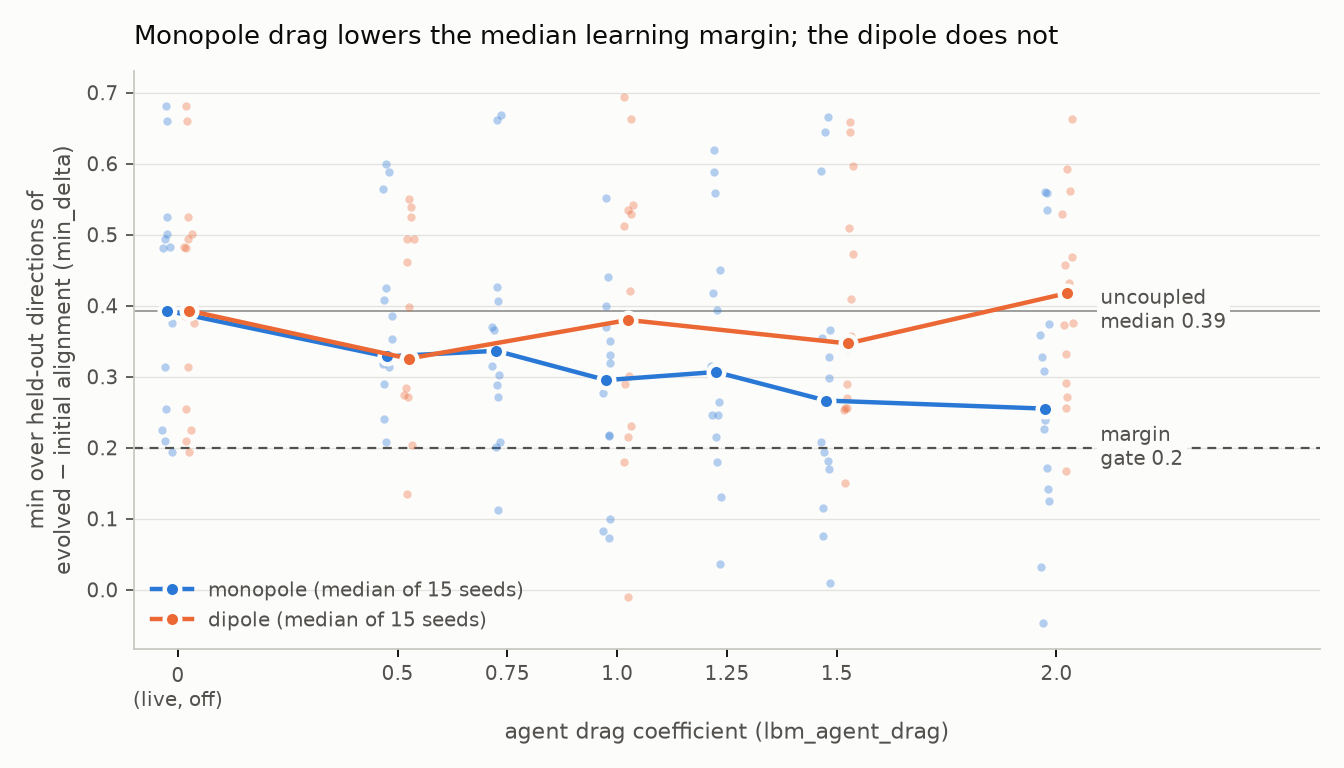 Monopole drag lowers the median learning margin; the dipole does not
min over held-out directions of
evolved − initial alignment (min_delta)
0.7
0.6
0.5
0.4
0.3
0.2
0.1
0.0
uncoupled
median 0.39
margin
gate 0.2
monopole (median of 15 seeds)
dipole (median of 15 seeds)
0
(live, off)
0.5
0.75
1.0
1.25
1.5
2.0
agent drag coefficient (lbm_agent_drag)